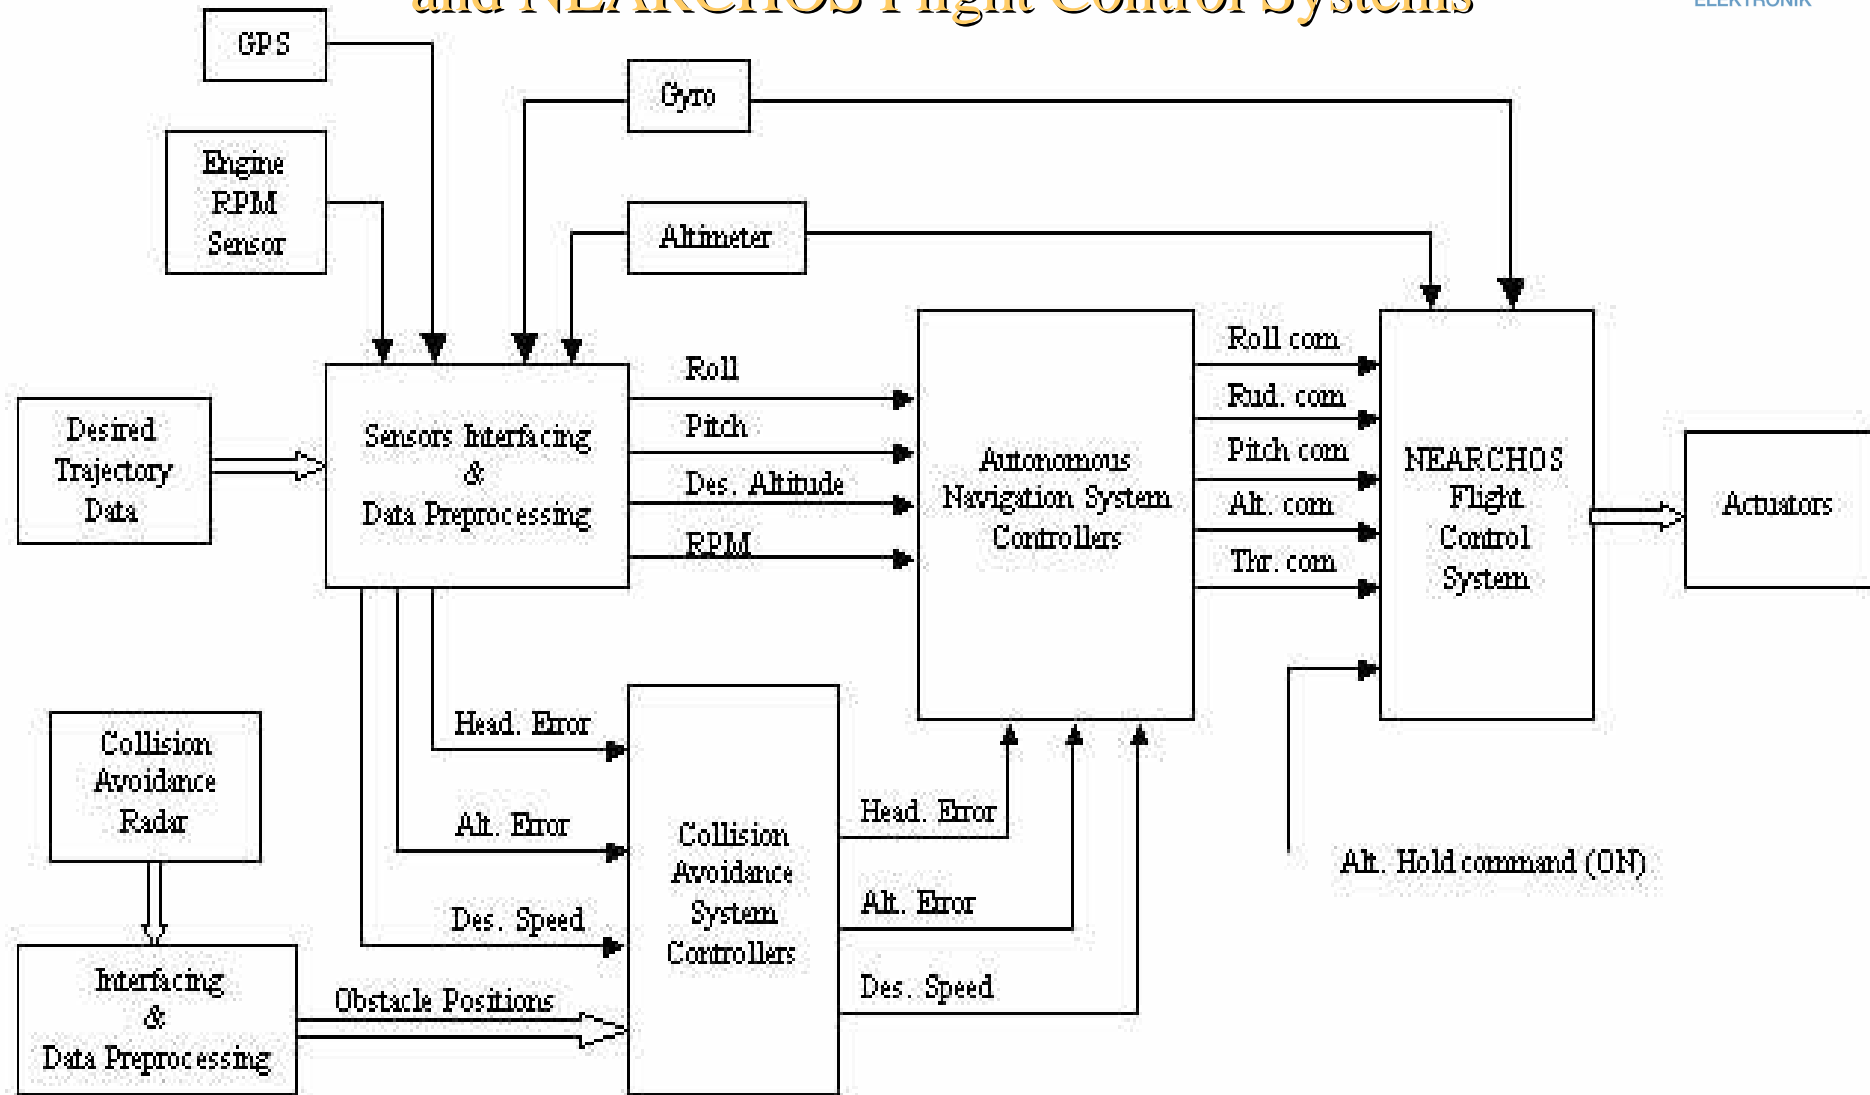 and NEARCHOS Flight Control Systems
ELEKTRONIK
GPS
Gyro
Engine
RPM
Sensor
Altimeter
Desired
Trajectory
Data
Sensors Interfacing
&
Data Preprocessing
Roll
Pitch
Des. Altitude
RPM
Autonomous
Navigation System
Controllers
Roll com
Rud. com
Pitch com
Alt. com
Thr. com
NEARCHOS
Flight
Control
System
Actuators
Collision
Avoidance
Radar
Head. Error
Alt. Error
Des. Speed
Interfacing
&
Data Preprocessing
Obstacle Positions
Collision
Avoidance
System
Controllers
Head. Error
Alt. Error
Des. Speed
Alt. Hold command (ON)